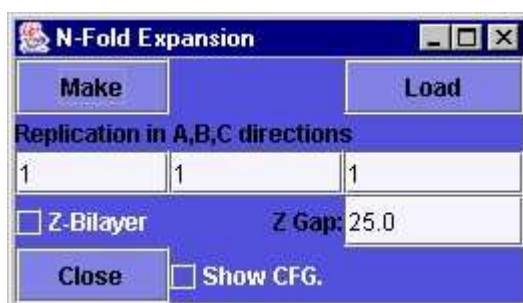 N-Fold Expansion
Make Load
Replication in A,B,C directions
1 1 1
Z-Bilayer Z Gap: 25.0
Close Show CFG.